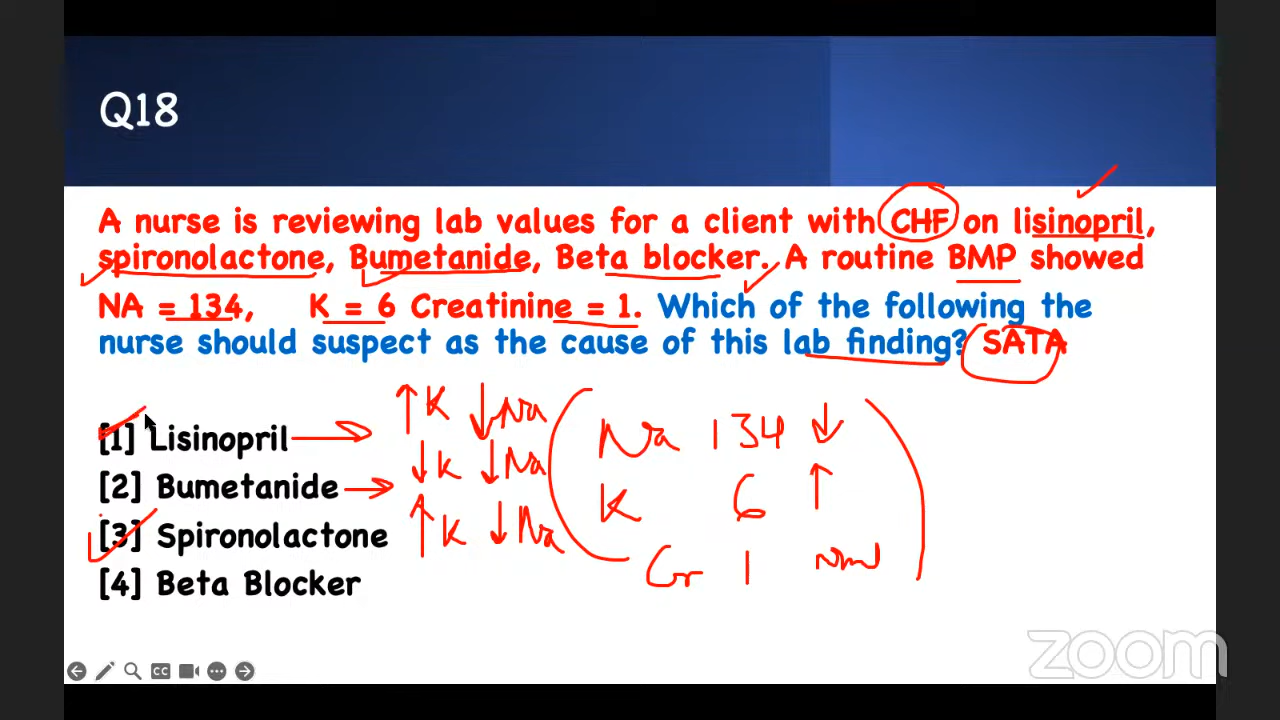 Q18
A nurse is reviewing lab values for a client with CHF on lisinopril,
spironolactone, Bumetanide, Beta blocker. A routine BMP showed
NA = 134, K = 6 Creatinine = 1. Which of the following the
nurse should suspect as the cause of this lab finding? SATA
↑K ↓Na
[1] Lisinopril → Na 134 ↓
↓K ↓Na
[2] Bumetanide → K 6 ↑
[3] Spironolactone ↑K ↓Na
Cr 1
[4] Beta Blocker
zoom
CC